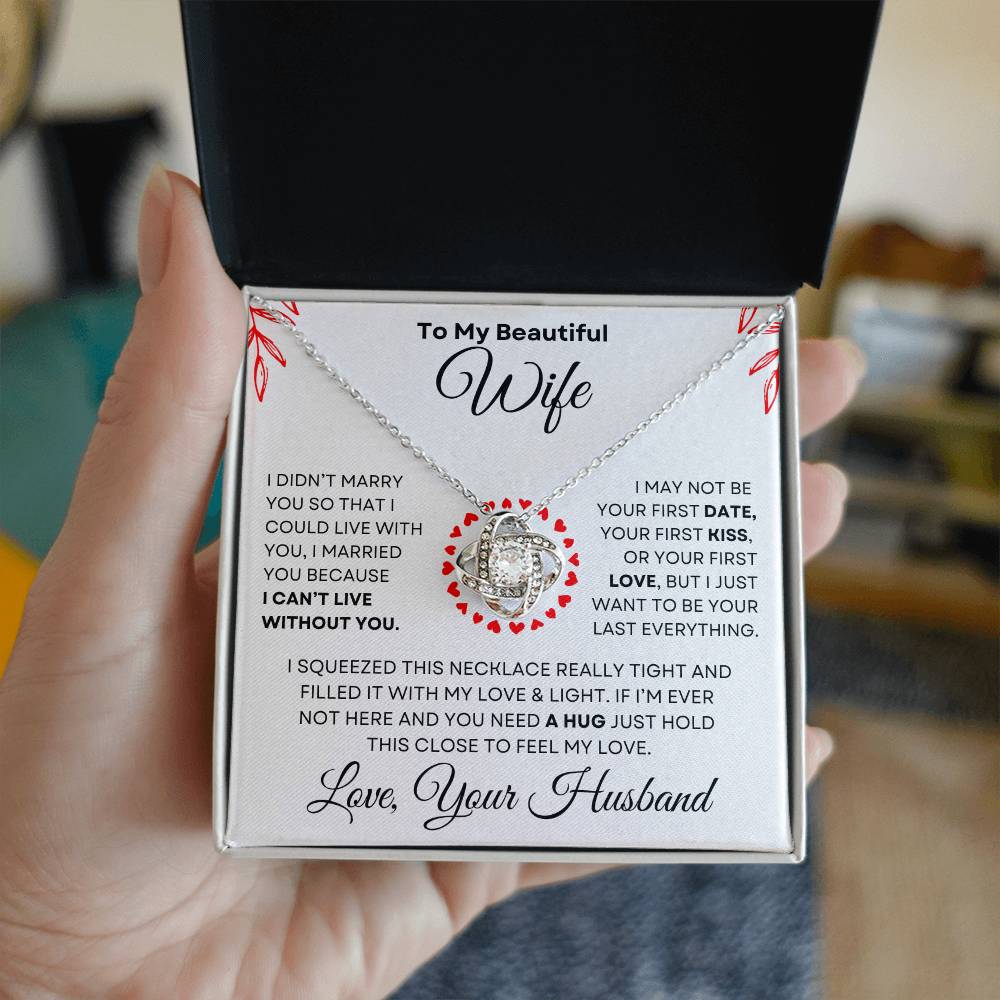 To My Beautiful
Wife
I DIDN'T MARRY
YOU SO THAT I
COULD LIVE WITH
YOU, I MARRIED
YOU BECAUSE
I CAN'T LIVE
WITHOUT YOU.
I MAY NOT BE
YOUR FIRST DATE,
YOUR FIRST KISS,
OR YOUR FIRST
LOVE, BUT I JUST
WANT TO BE YOUR
LAST EVERYTHING.
I SQUEEZED THIS NECKLACE REALLY TIGHT AND
FILLED IT WITH MY LOVE & LIGHT. IF I'M EVER
NOT HERE AND YOU NEED A HUG JUST HOLD
THIS CLOSE TO FEEL MY LOVE.
Love, Your Husband